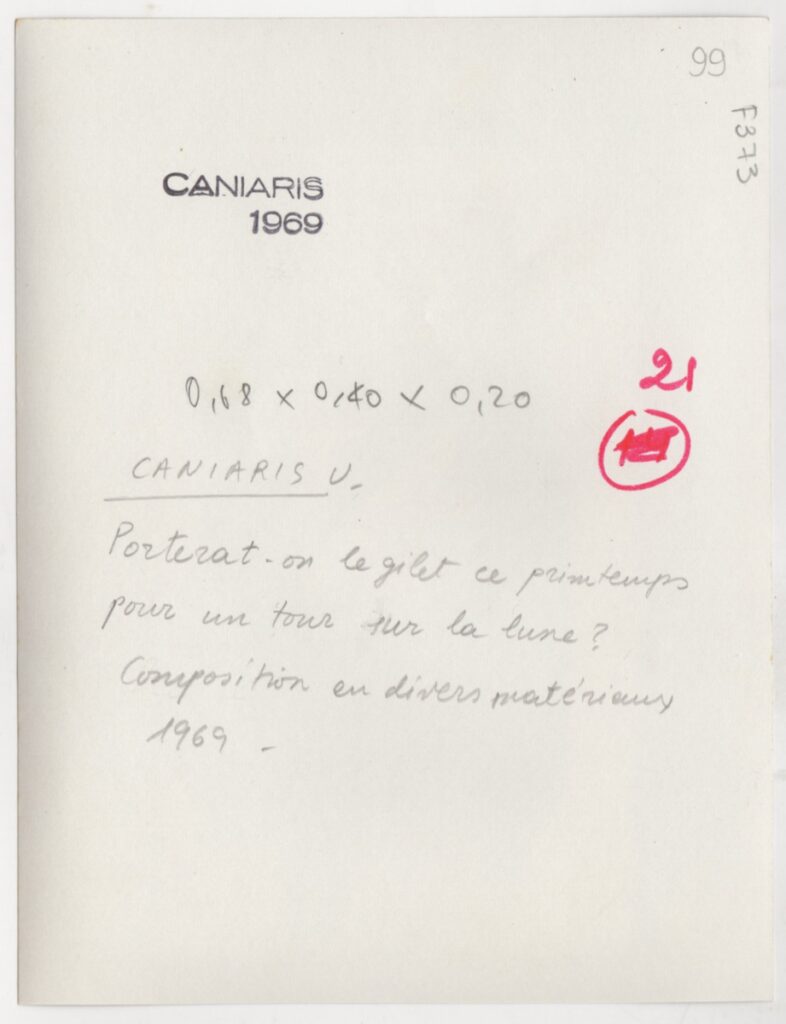 99
F373
CANIARIS
1969
0,68 x 0,40 x 0,20
21
CANIARIS V.
Porterat-on le gilet ce printemps
pour un tour sur la lune?
Composition en divers matériaux
1969 -